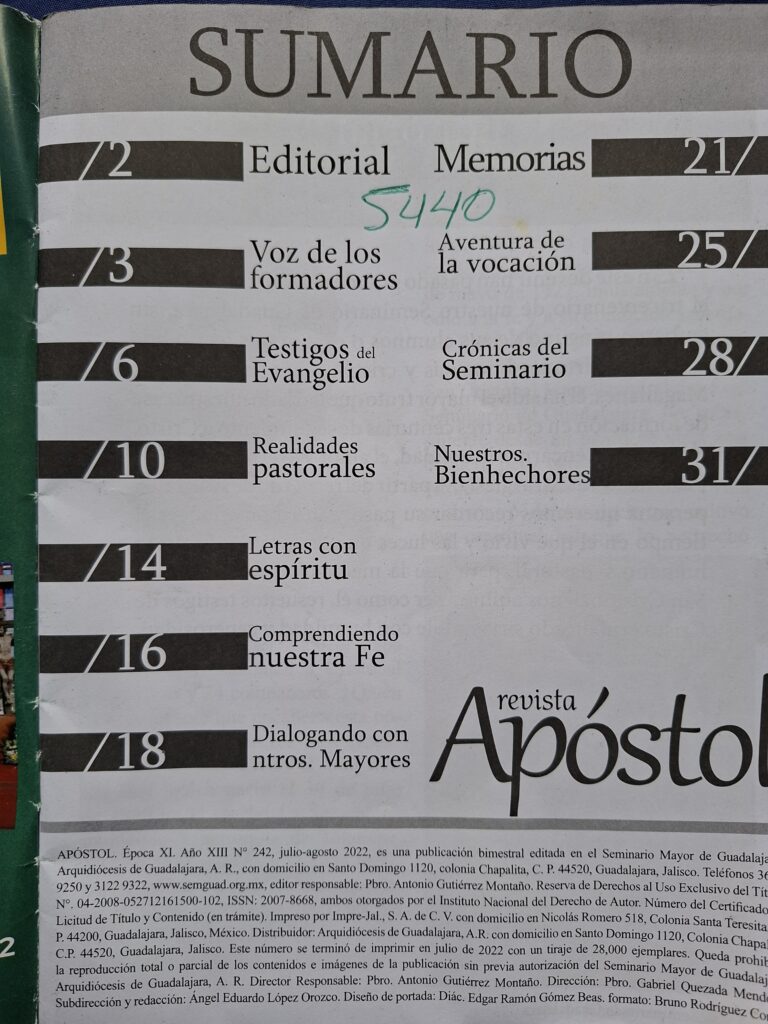 SUMARIO
/2 Editorial
/3 Voz de los
formadores
/6 Testigos del
Evangelio
/10 Realidades
pastorales
/14 Letras con
espíritu
/16 Comprendiendo
nuestra Fe
/18 Dialogando con
ntros. Mayores
Memorias 21/
5440
Aventura de
la vocación 25/
Crónicas del
Seminario 28/
Nuestros.
Bienhechores 31/
revista
Apóstol
APÓSTOL. Época XI. Año XIII N° 242, julio-agosto 2022, es una publicación bimestral editada en el Seminario Mayor de Guadalaja
Arquidiócesis de Guadalajara, A. R., con domicilio en Santo Domingo 1120, colonia Chapalita, C. P. 44520, Guadalajara, Jalisco. Teléfonos 36
9250 y 3122 9322, www.semguad.org.mx, editor responsable: Pbro. Antonio Gutiérrez Montaño. Reserva de Derechos al Uso Exclusivo del Tít
N°. 04-2008-052712161500-102, ISSN: 2007-8668, ambos otorgados por el Instituto Nacional del Derecho de Autor. Número del Certificado
Licitud de Título y Contenido (en trámite). Impreso por Impre-Jal., S. A. de C. V. con domicilio en Nicolás Romero 518, Colonia Santa Teresita
P. 44200, Guadalajara, Jalisco, México. Distribuidor: Arquidiócesis de Guadalajara, A.R. con domicilio en Santo Domingo 1120, Colonia Chapal
C.P. 44520, Guadalajara, Jalisco. Este número se terminó de imprimir en julio de 2022 con un tiraje de 28,000 ejemplares. Queda prohib
la reproducción total o parcial de los contenidos e imágenes de la publicación sin previa autorización del Seminario Mayor de Guadalaj
Arquidiócesis de Guadalajara, A. R. Director Responsable: Pbro. Antonio Gutiérrez Montaño. Dirección: Pbro. Gabriel Quezada Mend
Subdirección y redacción: Ángel Eduardo López Orozco. Diseño de portada: Diác. Edgar Ramón Gómez Beas. formato: Bruno Rodríguez Co
2